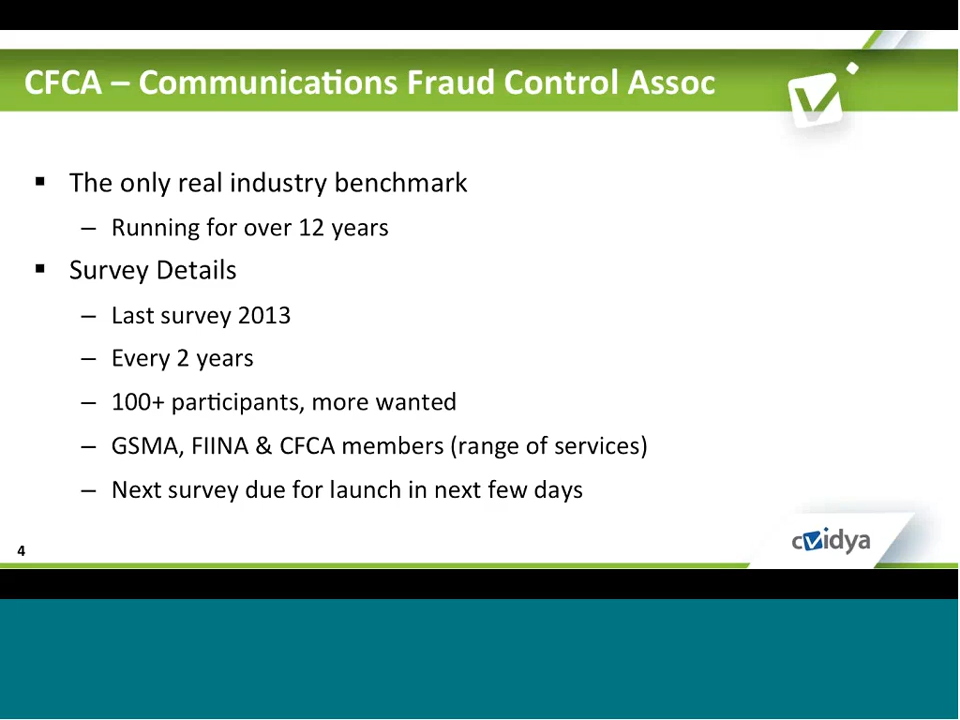 CFCA – Communications Fraud Control Assoc
▪ The only real industry benchmark
– Running for over 12 years
▪ Survey Details
– Last survey 2013
– Every 2 years
– 100+ participants, more wanted
– GSMA, FIINA & CFCA members (range of services)
– Next survey due for launch in next few days
4
cvidya